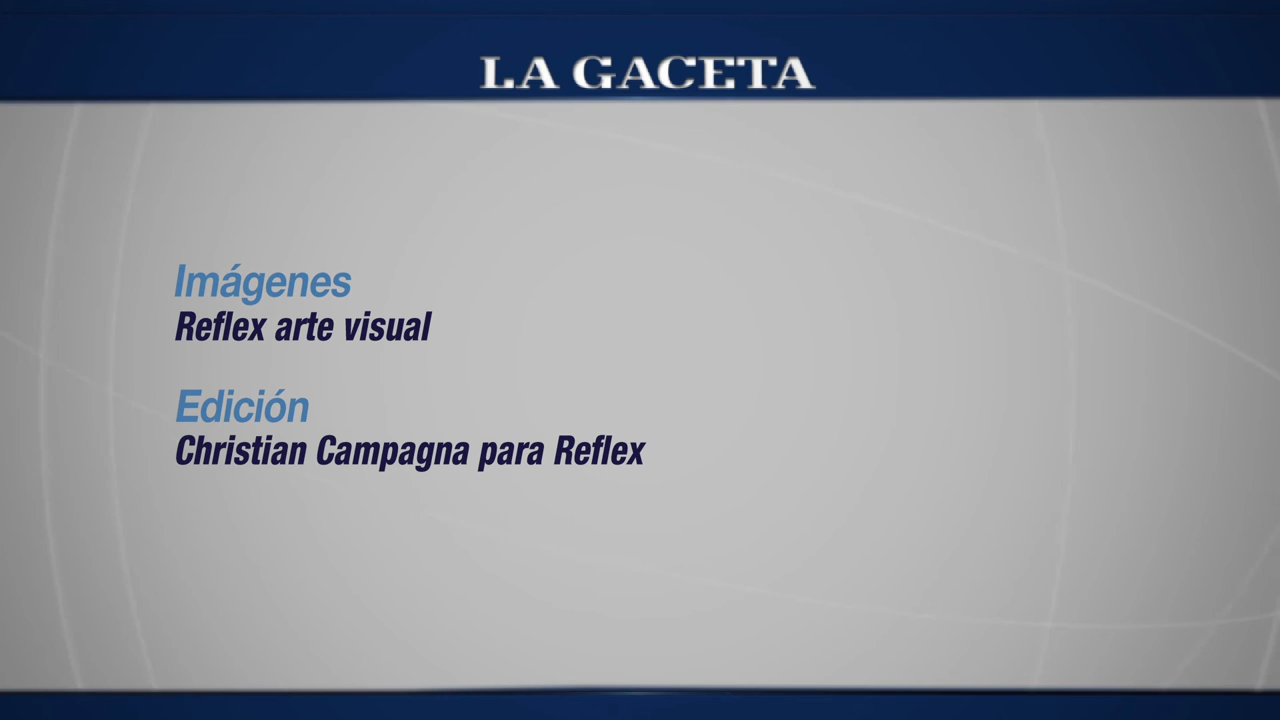 LA GACETA
Imágenes
Reflex arte visual
Edición
Christian Campagna para Reflex